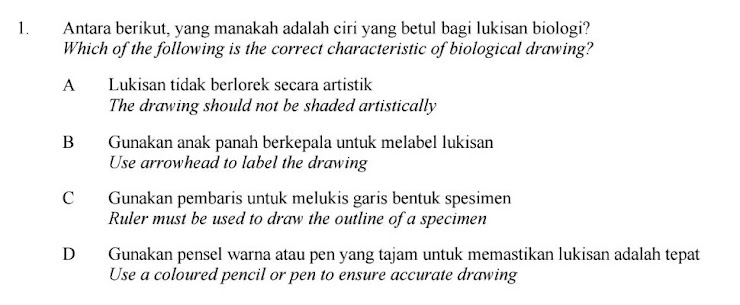 1. Antara berikut, yang manakah adalah ciri yang betul bagi lukisan biologi?
Which of the following is the correct characteristic of biological drawing?
A Lukisan tidak berlorek secara artistik
The drawing should not be shaded artistically
B Gunakan anak panah berkepala untuk melabel lukisan
Use arrowhead to label the drawing
C Gunakan pembaris untuk melukis garis bentuk spesimen
Ruler must be used to draw the outline of a specimen
D Gunakan pensel warna atau pen yang tajam untuk memastikan lukisan adalah tepat
Use a coloured pencil or pen to ensure accurate drawing